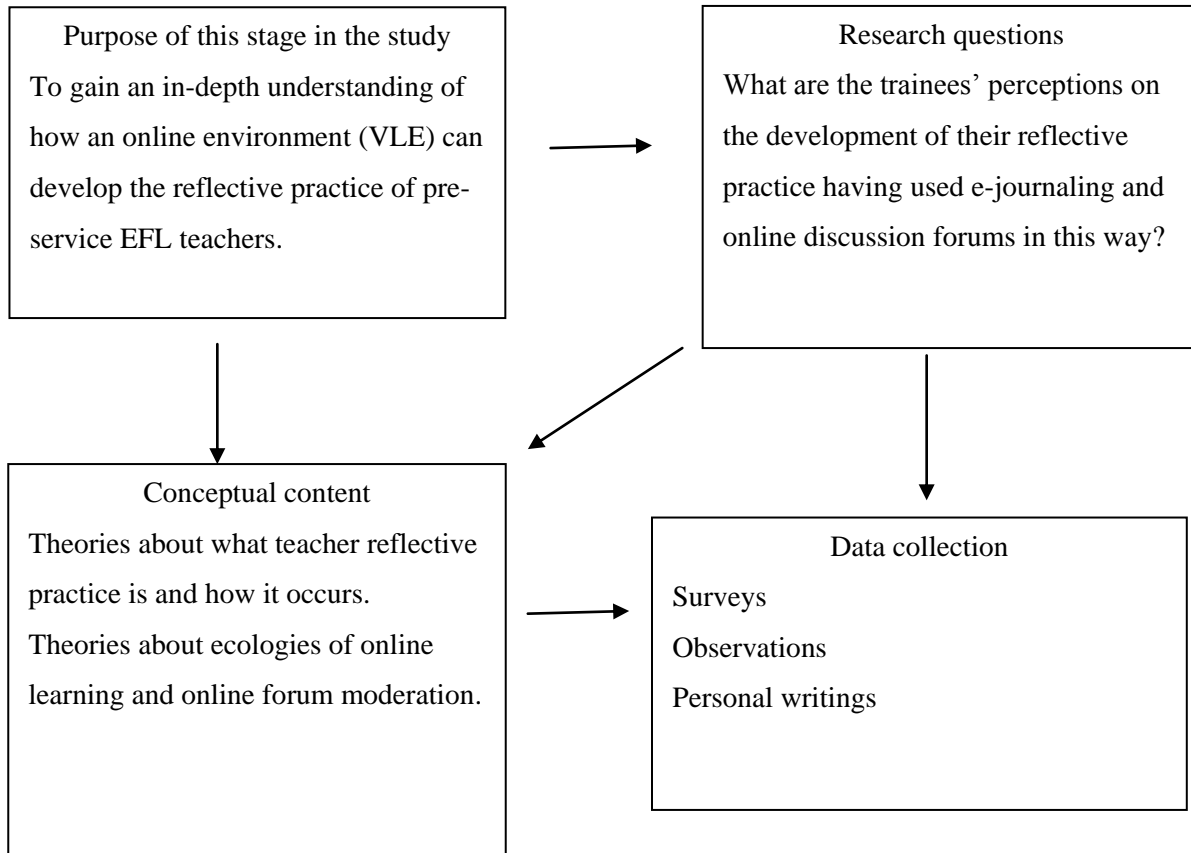 Purpose of this stage in the study
To gain an in-depth understanding of
how an online environment (VLE) can
develop the reflective practice of pre-
service EFL teachers.
Research questions
What are the trainees’ perceptions on
the development of their reflective
practice having used e-journaling and
online discussion forums in this way?
Conceptual content
Theories about what teacher reflective
practice is and how it occurs.
Theories about ecologies of online
learning and online forum moderation.
Data collection
Surveys
Observations
Personal writings